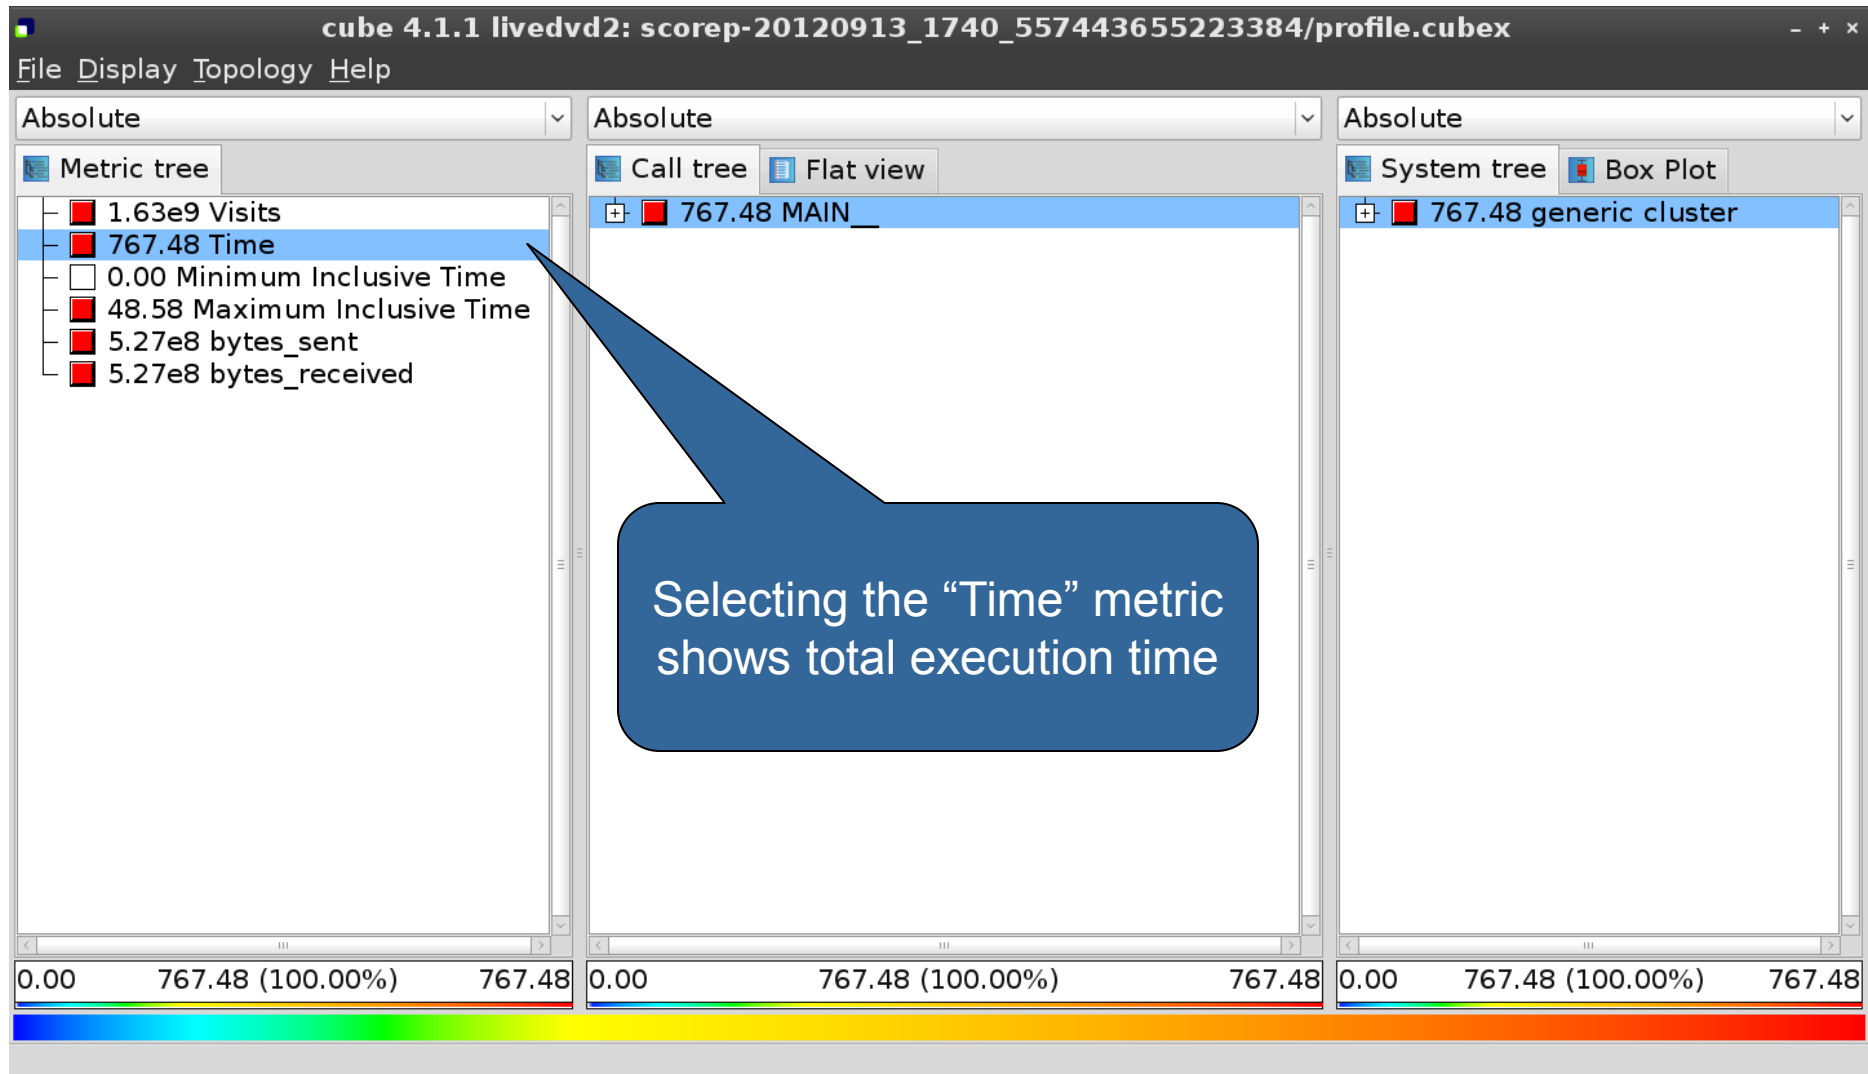 cube 4.1.1 livedvd2: scorep-20120913_1740_557443655223384/profile.cubex
File Display Topology Help
Absolute
Metric tree
1.63e9 Visits
767.48 Time
0.00 Minimum Inclusive Time
48.58 Maximum Inclusive Time
5.27e8 bytes_sent
5.27e8 bytes_received
0.00 767.48 (100.00%) 767.48
Absolute
Call tree Flat view
767.48 MAIN__
Selecting the “Time” metric
shows total execution time
0.00 767.48 (100.00%) 767.48
Absolute
System tree Box Plot
767.48 generic cluster
0.00 767.48 (100.00%) 767.48